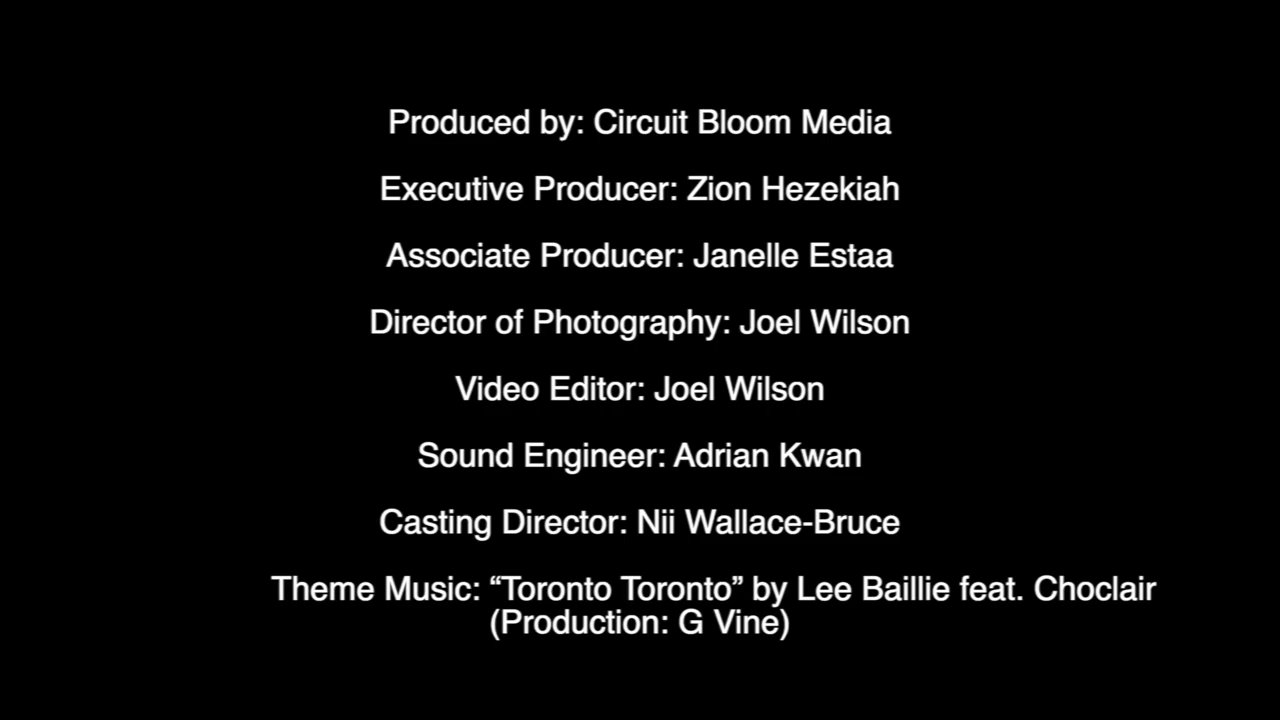 Produced by: Circuit Bloom Media
Executive Producer: Zion Hezekiah
Associate Producer: Janelle Estaa
Director of Photography: Joel Wilson
Video Editor: Joel Wilson
Sound Engineer: Adrian Kwan
Casting Director: Nii Wallace-Bruce
Theme Music: “Toronto Toronto” by Lee Baillie feat. Choclair
(Production: G Vine)